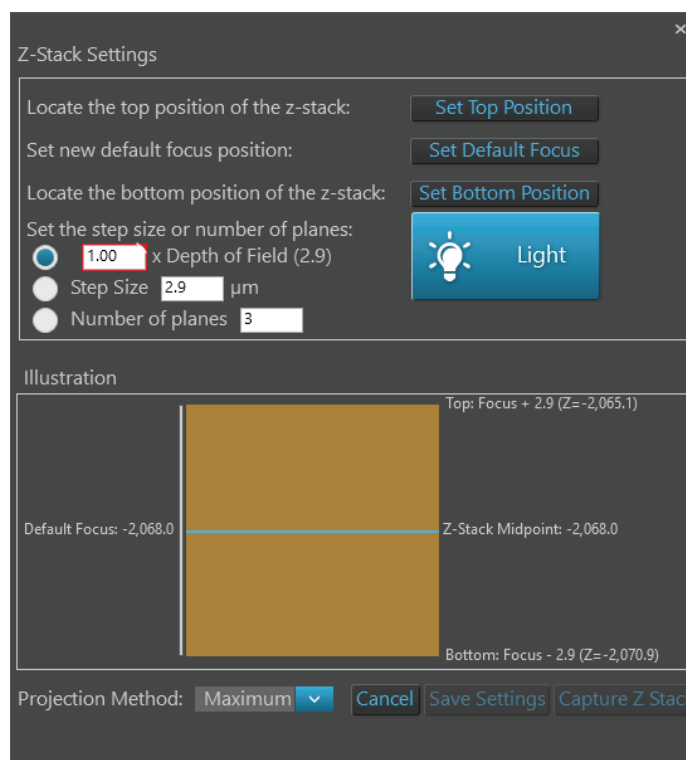 ×
Z-Stack Settings
Locate the top position of the z-stack: Set Top Position
Set new default focus position: Set Default Focus
Locate the bottom position of the z-stack: Set Bottom Position
Set the step size or number of planes:
1.00 x Depth of Field (2.9)
Light
Step Size 2.9 µm
Number of planes 3
Illustration
Top: Focus + 2.9 (Z=-2,065.1)
Default Focus: -2,068.0 Z-Stack Midpoint: -2,068.0
Bottom: Focus - 2.9 (Z=-2,070.9)
Projection Method: Maximum Cancel Save Settings Capture Z Stac